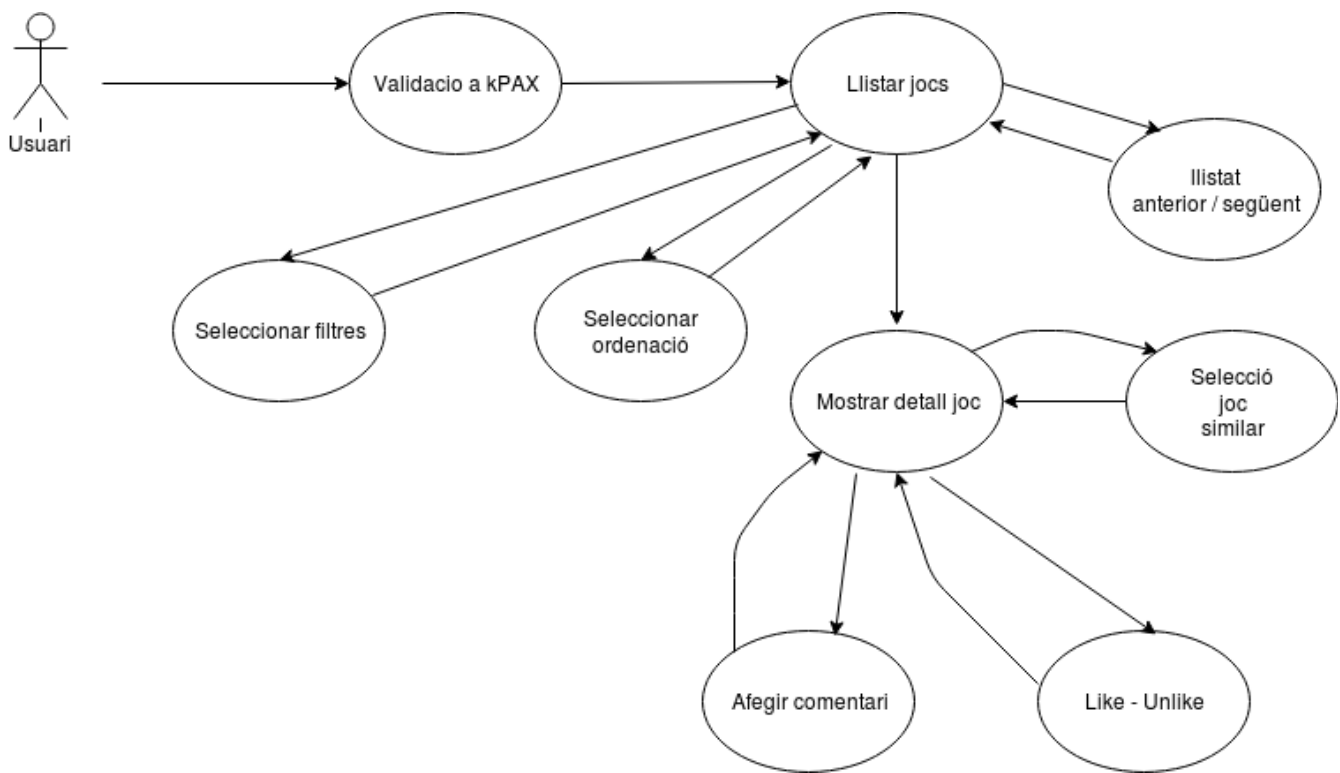 Usuari
Validacio a kPAX
Llistar jocs
llistat
anterior / següent
Seleccionar filtres
Seleccionar
ordenació
Mostrar detall joc
Selecció
joc
similar
Afegir comentari
Like - Unlike